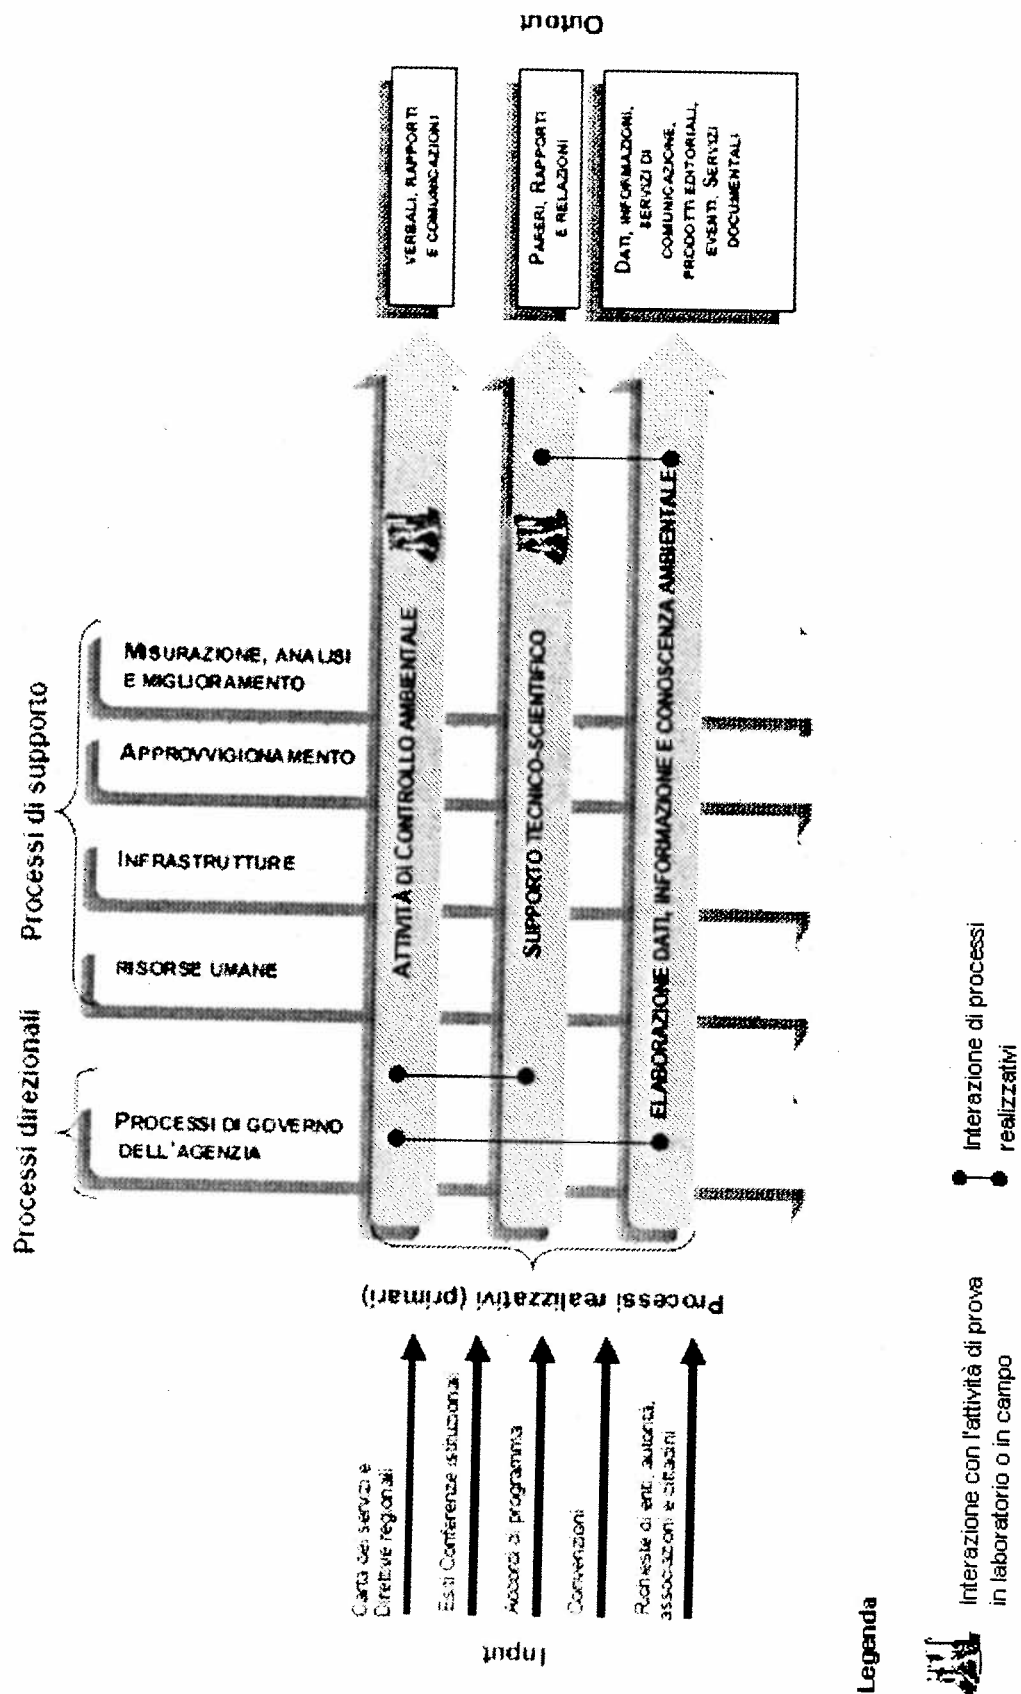 Processi direzionali
Processi di supporto
PROCESSI DI GOVERNO
DELL'AGENZIA
RISORSE UMANE
INFRASTRUTTURE
APPROVVIGIONAMENTO
MISURAZIONE, ANALISI
E MIGLIORAMENTO
Input
Carta dei servizi e
Direttive regionali
Esiti Conferenze istituzionali
Accordi di programma
Convenzioni
Richieste di enti, autorità,
associazioni e cittadini
Processi realizzativi (primari)
ATTIVITÀ DI CONTROLLO AMBIENTALE
SUPPORTO TECNICO-SCIENTIFICO
ELABORAZIONE DATI, INFORMAZIONE E CONOSCENZA AMBIENTALE
VERBALI, RAPPORTI
E COMUNICAZIONI
PARERI, RAPPORTI
E RELAZIONI
DATI, INFORMAZIONI,
SERVIZI DI
COMUNICAZIONE,
PRODOTTI EDITORIALI,
EVENTI, SERVIZI
DOCUMENTALI
Output
Legenda
Interazione con l'attività di prova
in laboratorio o in campo
Interazione di processi
realizzativi